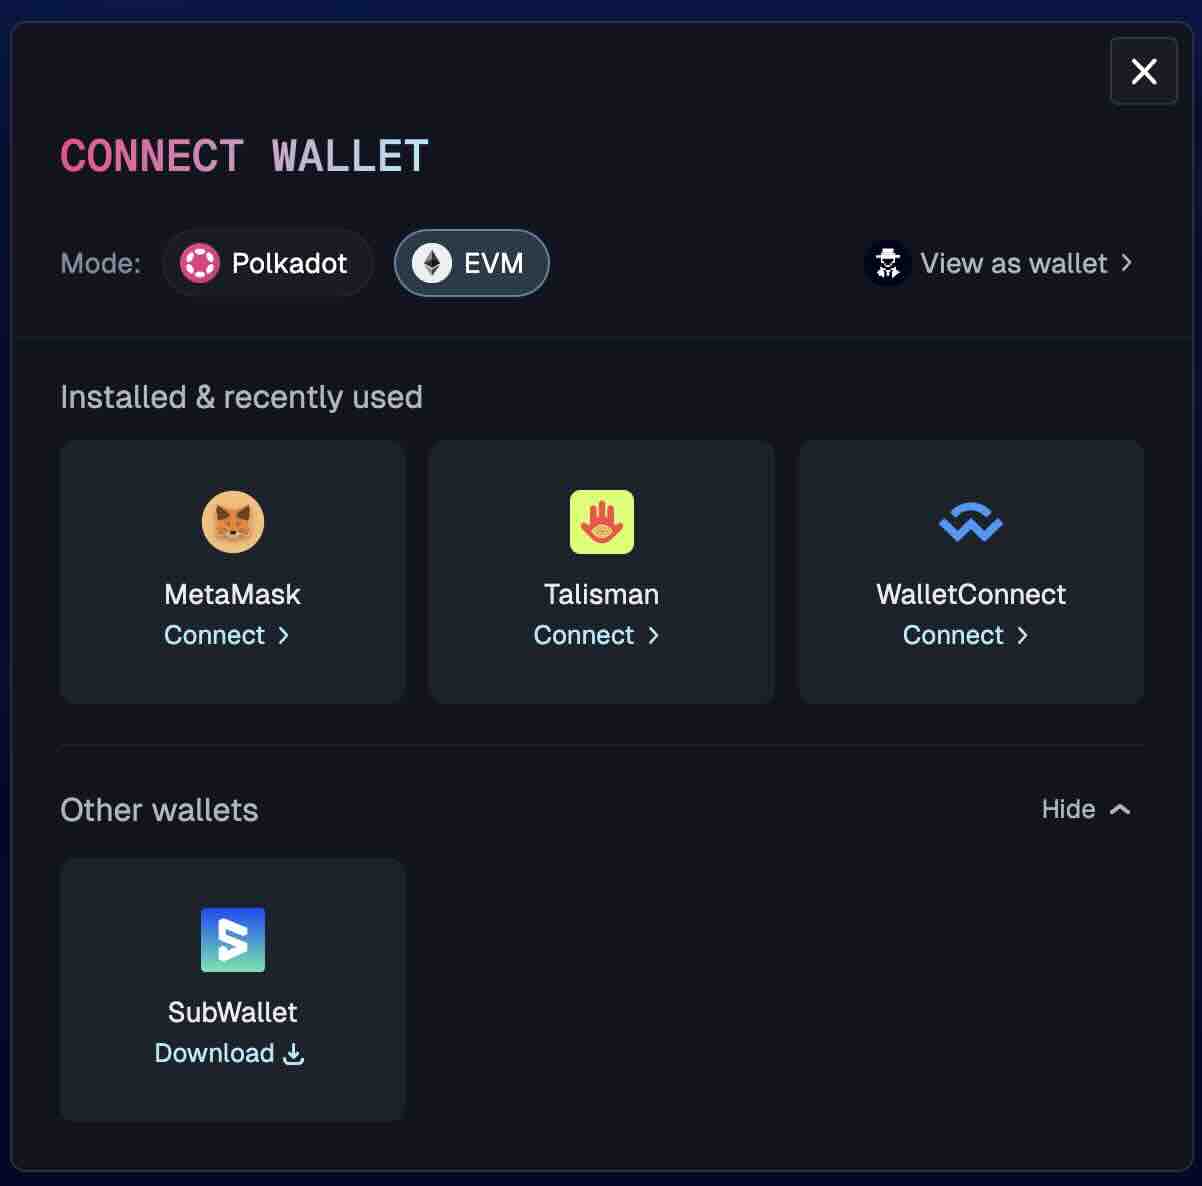 CONNECT WALLET
Mode: Polkadot EVM View as wallet
Installed & recently used
MetaMask Talisman WalletConnect
Connect Connect Connect
Other wallets Hide
SubWallet
Download